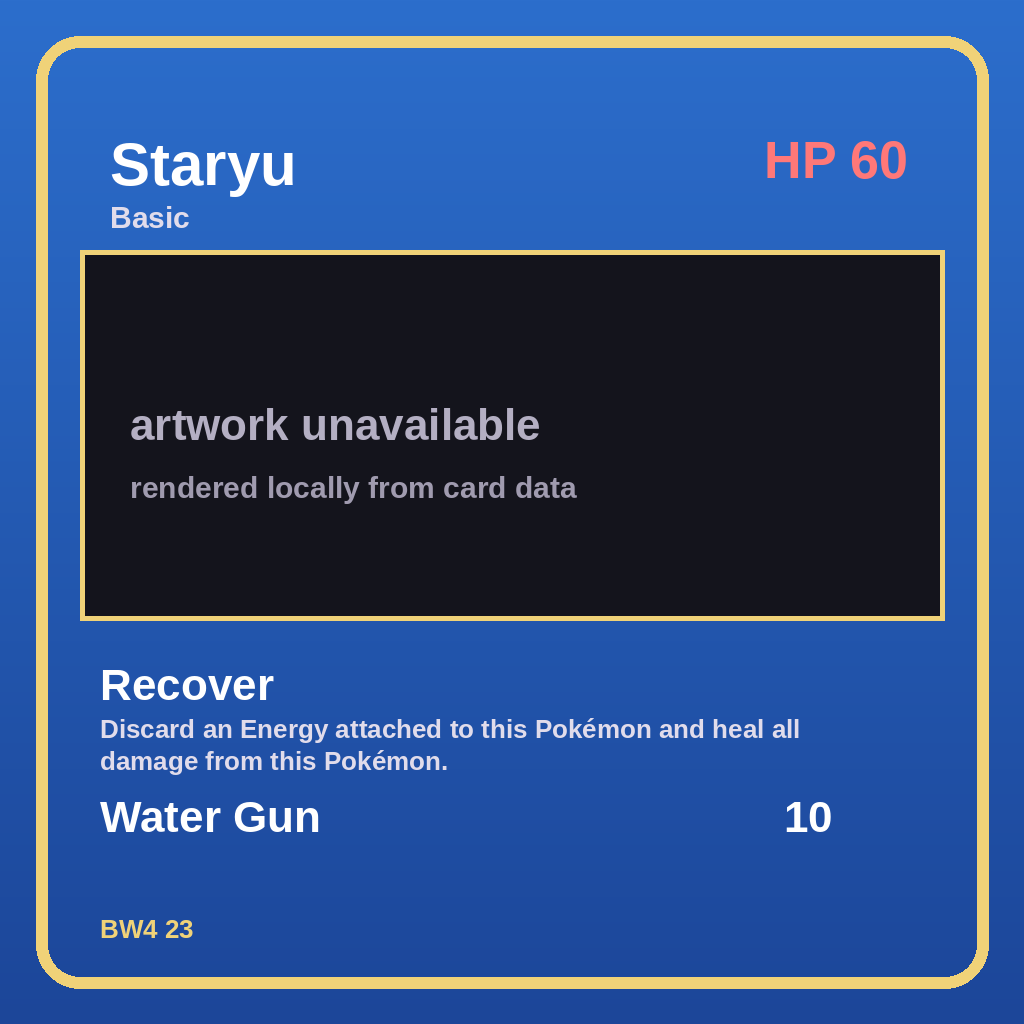 Staryu
HP 60
Basic
artwork unavailable
rendered locally from card data
Recover
Discard an Energy attached to this Pokémon and heal all
damage from this Pokémon.
Water Gun 10
BW4 23